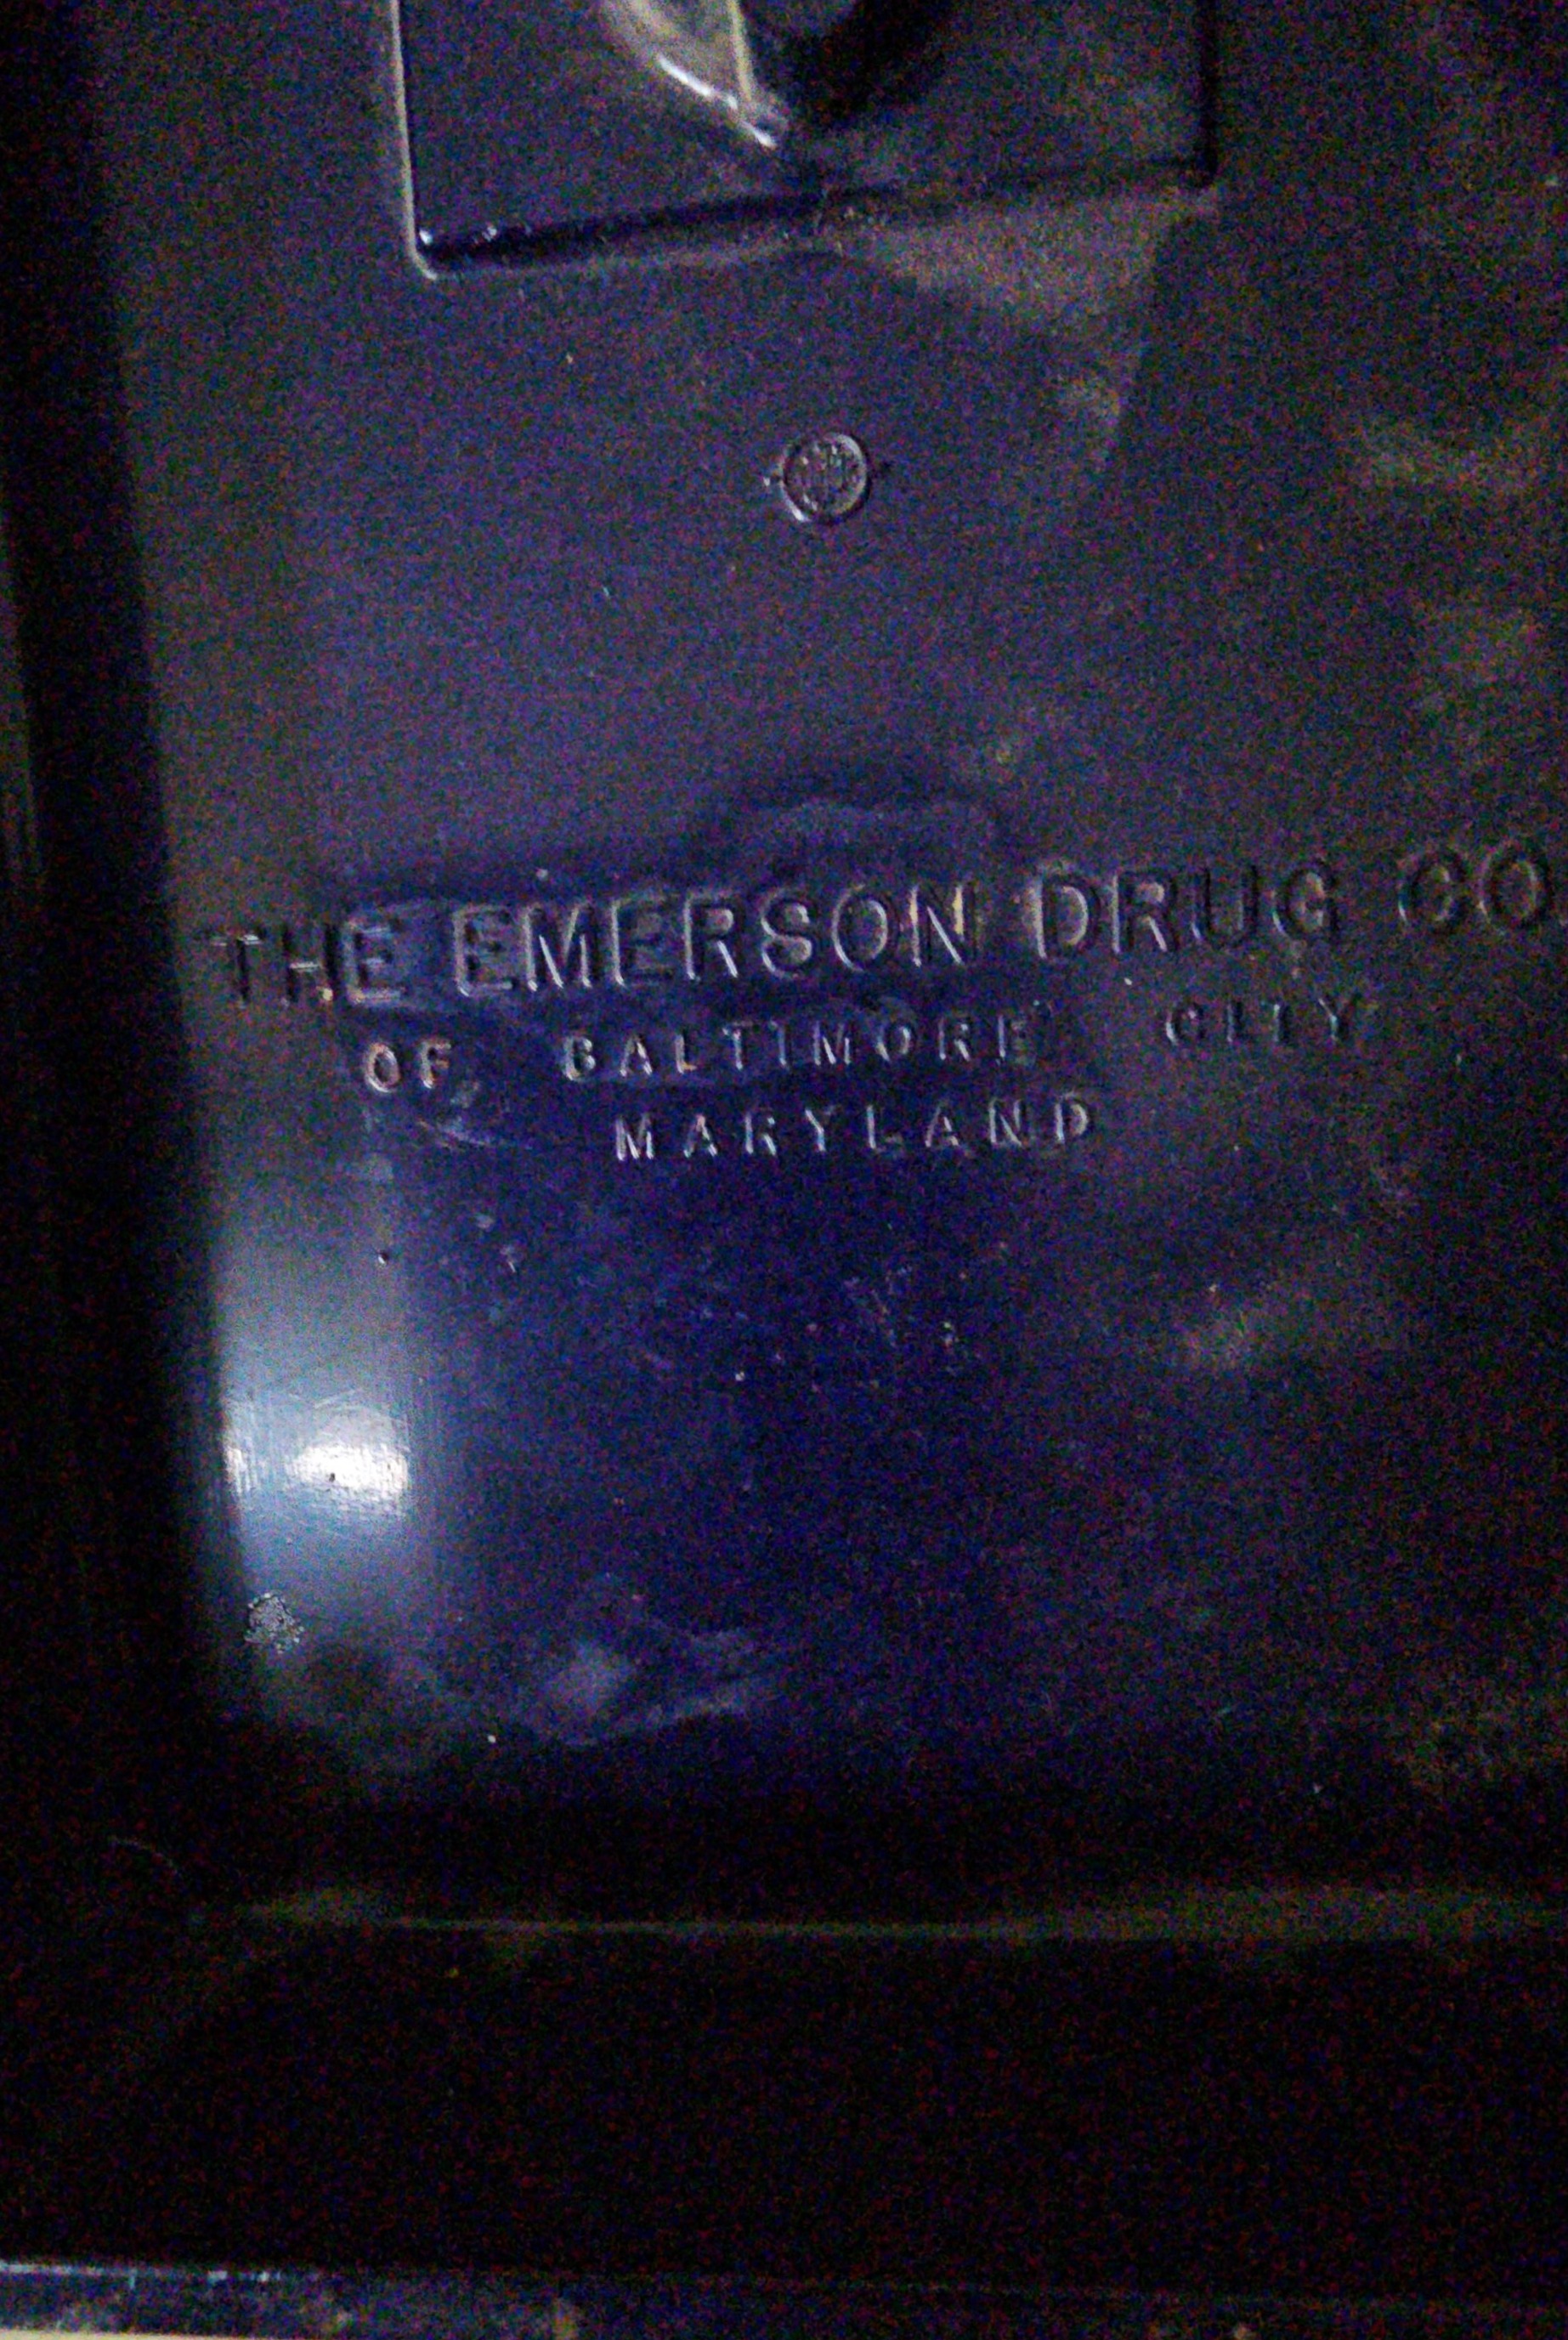 THE EMERSON DRUG CO
OF BALTIMORE CITY
MARYLAND